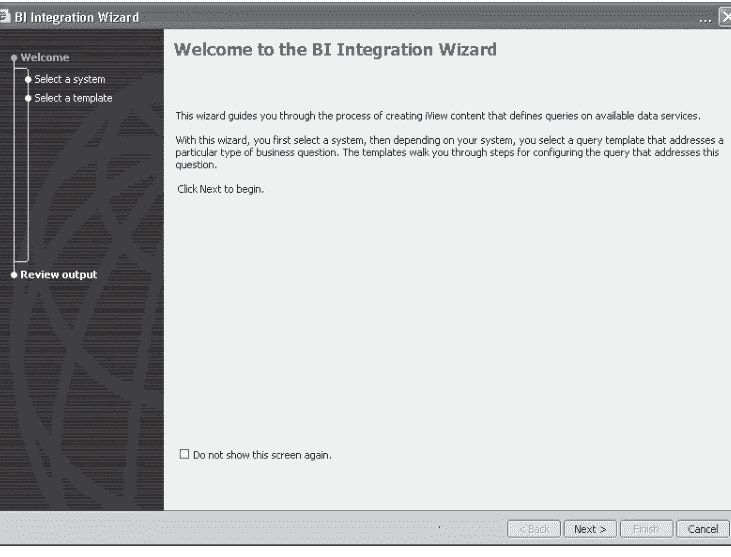 BI Integration Wizard
...
Welcome
Select a system
Select a template
Review output
Welcome to the BI Integration Wizard
This wizard guides you through the process of creating iView content that defines queries on available data services.
With this wizard, you first select a system, then depending on your system, you select a query template that addresses a
particular type of business question. The templates walk you through steps for configuring the query that addresses this
question.
Click Next to begin.
Do not show this screen again.
< Back Next > Finish Cancel